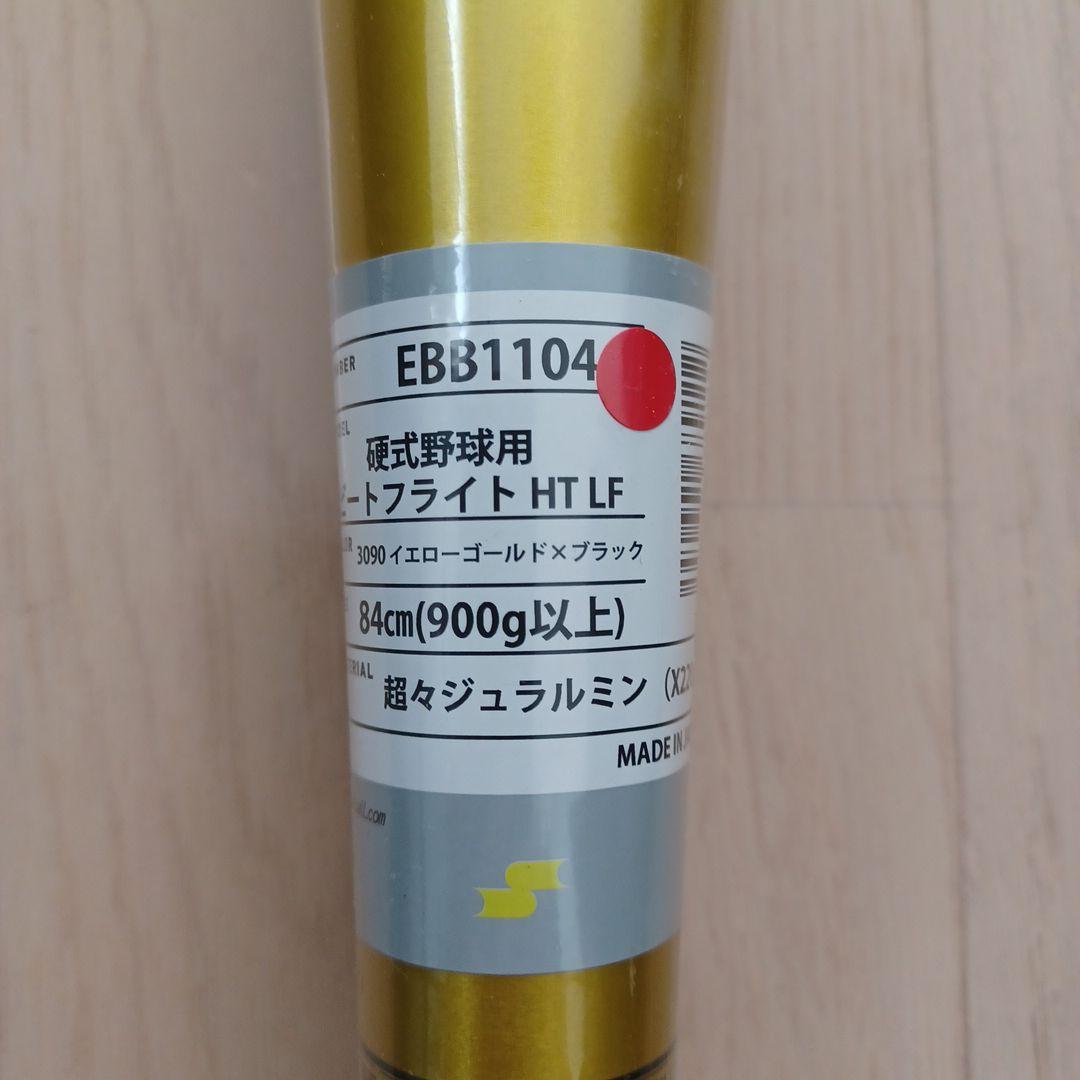 EBB1104
硬式野球用
ートフライト HT LF
3090 イエローゴールド×ブラック
84cm(900g以上)
超々ジュラルミン (X22
MADE IN